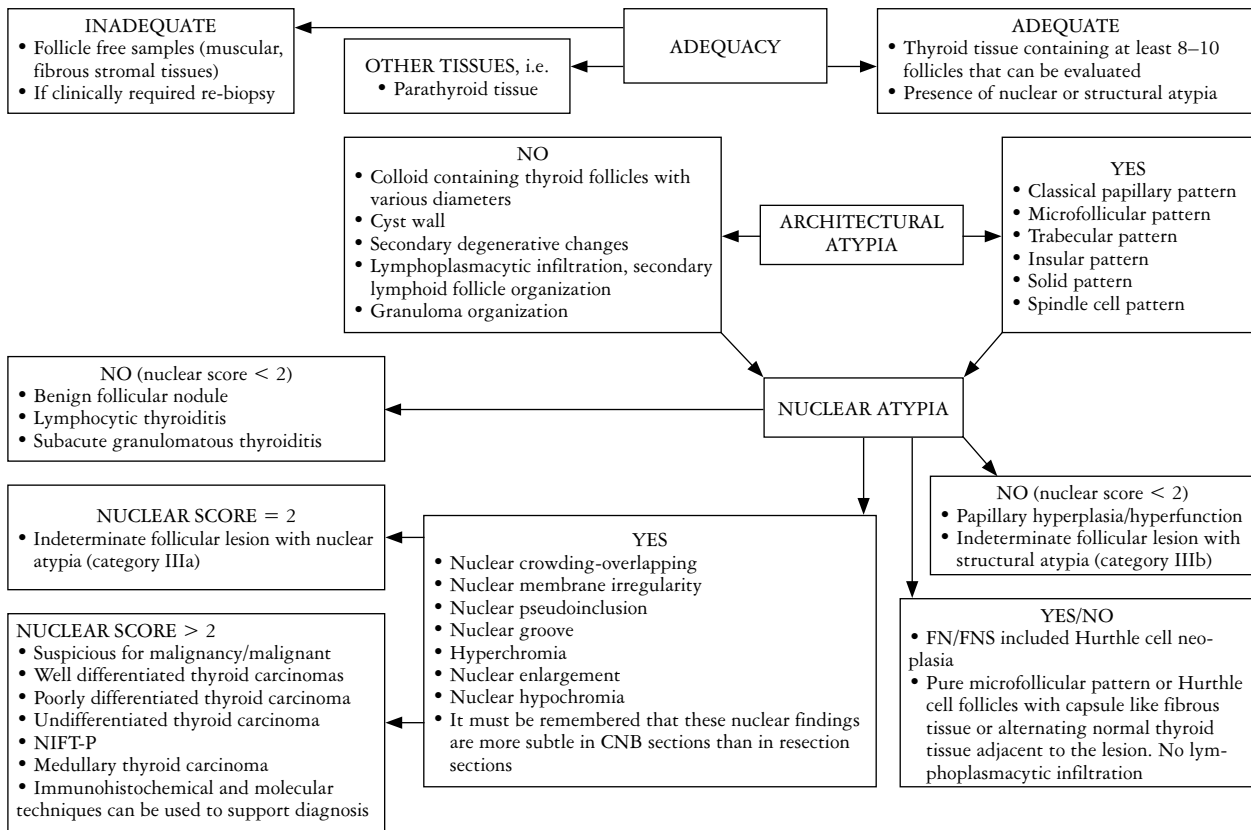 INADEQUATE
• Follicle free samples (muscular,
fibrous stromal tissues)
• If clinically required re-biopsy
OTHER TISSUES, i.e.
• Parathyroid tissue
ADEQUACY
ADEQUATE
• Thyroid tissue containing at least 8–10
follicles that can be evaluated
• Presence of nuclear or structural atypia
NO
• Colloid containing thyroid follicles with
various diameters
• Cyst wall
• Secondary degenerative changes
• Lymphoplasmacytic infiltration, secondary
lymphoid follicle organization
• Granuloma organization
ARCHITECTURAL
ATYPIA
YES
• Classical papillary pattern
• Microfollicular pattern
• Trabecular pattern
• Insular pattern
• Solid pattern
• Spindle cell pattern
NO (nuclear score < 2)
• Benign follicular nodule
• Lymphocytic thyroiditis
• Subacute granulomatous thyroiditis
NUCLEAR ATYPIA
NUCLEAR SCORE = 2
• Indeterminate follicular lesion with nuclear
atypia (category IIIa)
NUCLEAR SCORE > 2
• Suspicious for malignancy/malignant
• Well differentiated thyroid carcinomas
• Poorly differentiated thyroid carcinoma
• Undifferentiated thyroid carcinoma
• NIFT-P
• Medullary thyroid carcinoma
• Immunohistochemical and molecular
techniques can be used to support diagnosis
YES
• Nuclear crowding-overlapping
• Nuclear membrane irregularity
• Nuclear pseudoinclusion
• Nuclear groove
• Hyperchromia
• Nuclear enlargement
• Nuclear hypochromia
• It must be remembered that these nuclear findings
are more subtle in CNB sections than in resection
sections
NO (nuclear score < 2)
• Papillary hyperplasia/hyperfunction
• Indeterminate follicular lesion with
structural atypia (category IIIb)
YES/NO
• FN/FNS included Hurthle cell neo-
plasia
• Pure microfollicular pattern or Hurthle
cell follicles with capsule like fibrous
tissue or alternating normal thyroid
tissue adjacent to the lesion. No lym-
phoplasmacytic infiltration